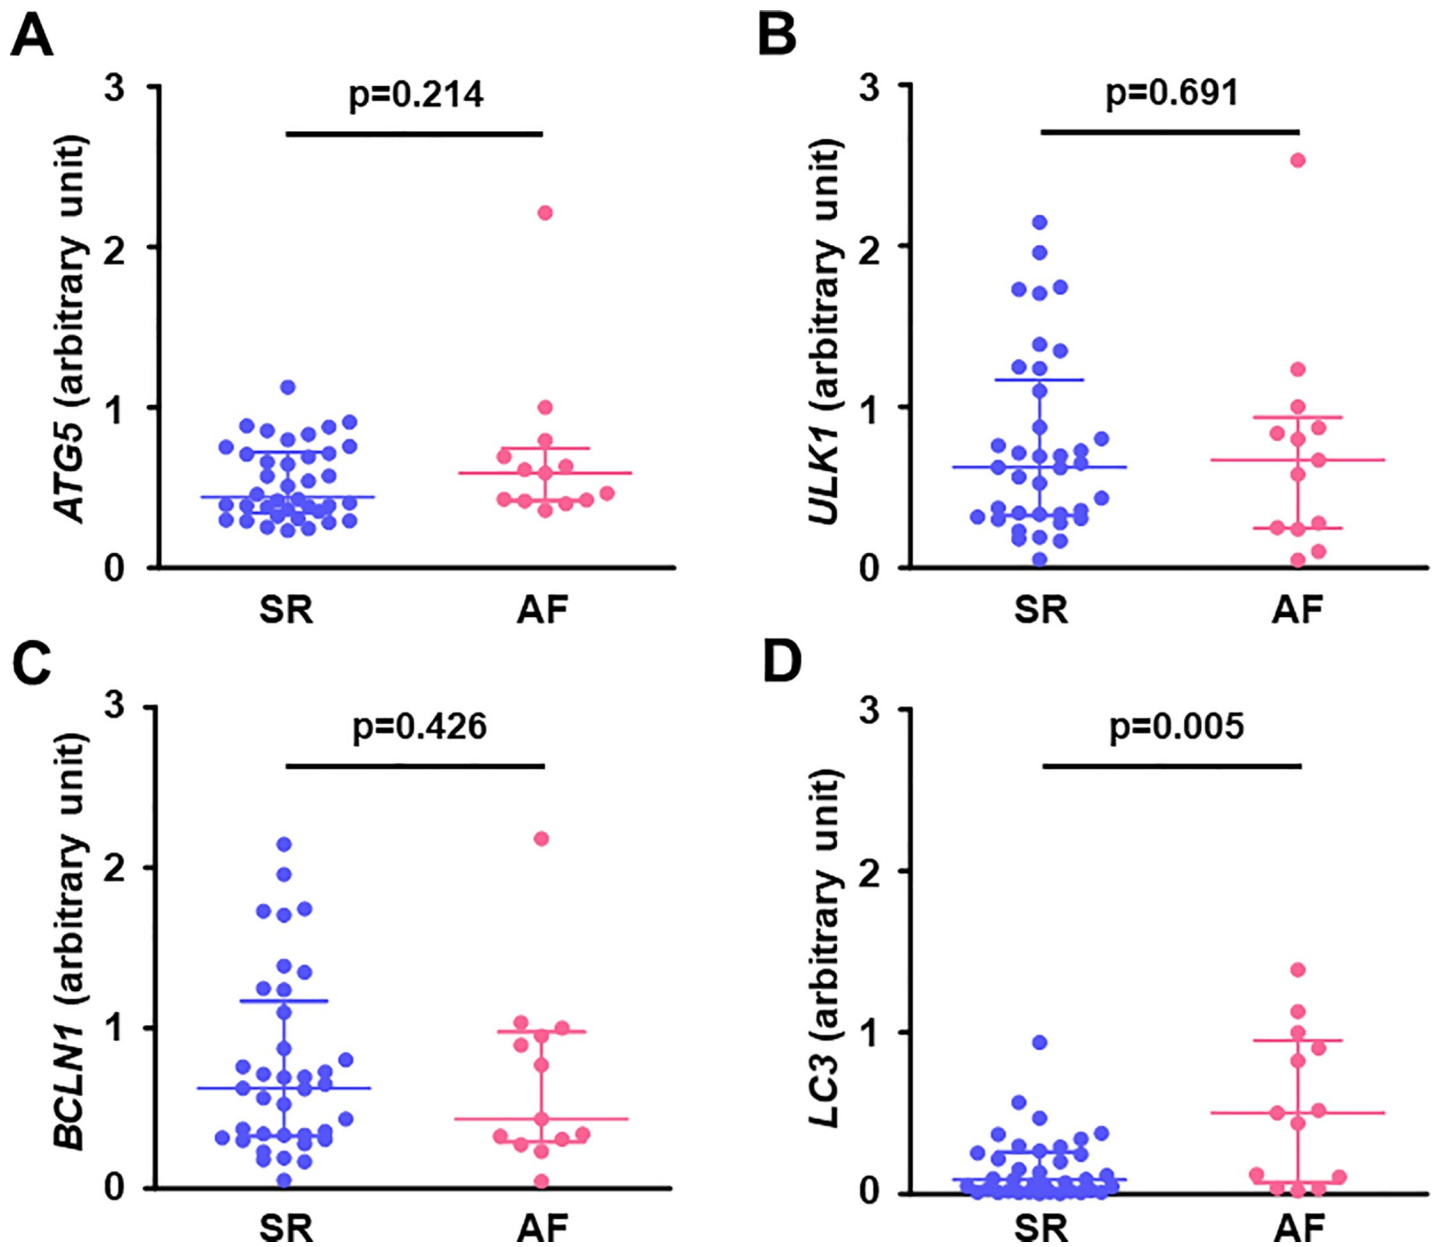 A
p=0.214
3
2
1
0
ATG5 (arbitrary unit)
SR AF
B
p=0.691
3
2
1
0
ULK1 (arbitrary unit)
SR AF
C
p=0.426
3
2
1
0
BCLN1 (arbitrary unit)
SR AF
D
p=0.005
3
2
1
0
LC3 (arbitrary unit)
SR AF